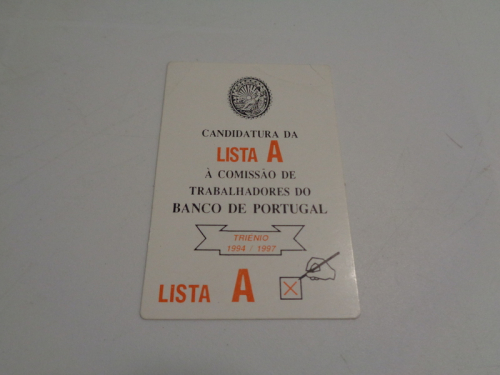 CANDIDATURA DA
LISTA A
À COMISSÃO DE
TRABALHADORES DO
BANCO DE PORTUGAL
TRIÉNIO
1994 / 1997
LISTA A